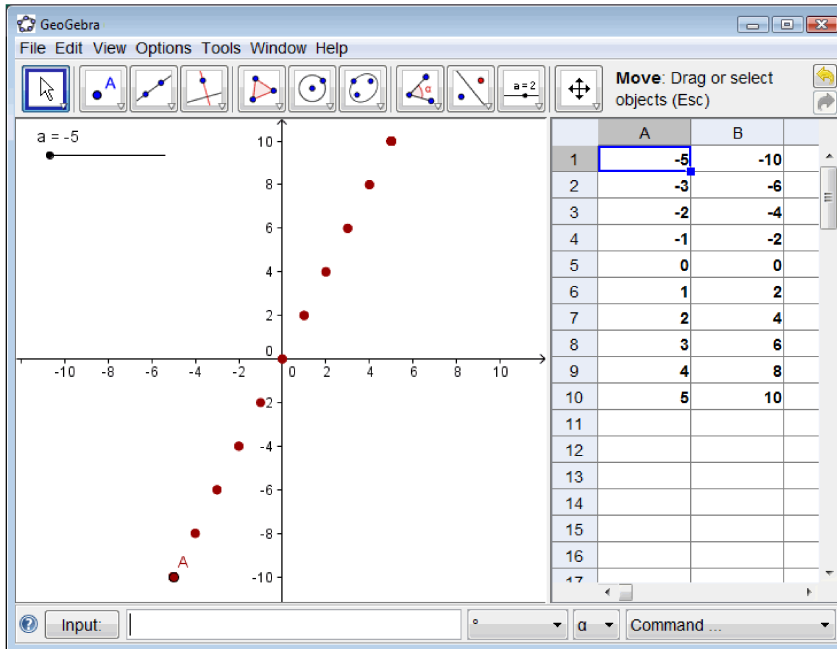 GeoGebra
File Edit View Options Tools Window Help
A
α
a = 2
Move: Drag or select
objects (Esc)
a = -5
10
8
6
4
2
0
-2
-4
-6
-8
-10
-10 -8 -6 -4 -2 0 2 4 6 8 10
A
A B
1 -5 -10
2 -3 -6
3 -2 -4
4 -1 -2
5 0 0
6 1 2
7 2 4
8 3 6
9 4 8
10 5 10
11
12
13
14
15
16
17
Input: ° α Command ...